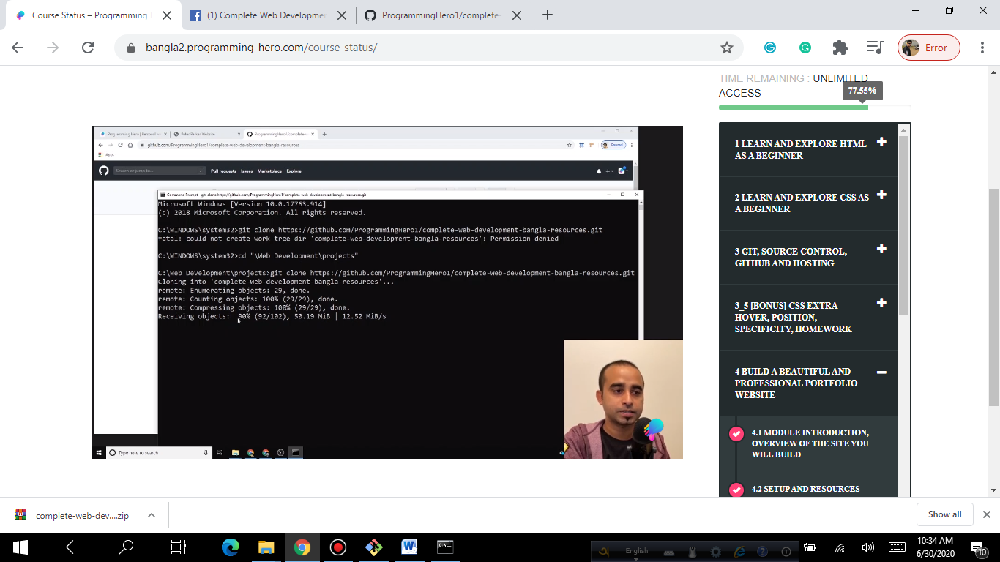 Course Status – Programming
(1) Complete Web Developme
ProgrammingHero1/complete-
bangla2.programming-hero.com/course-status/
Error
TIME REMAINING : UNLIMITED
ACCESS
77.55%
Programming Hero | Personal
Peter Parker Website
ProgrammingHero1/complete-
github.com/ProgrammingHero1/complete-web-development-bangla-resources
Paused
Apps
Search or jump to...
Pull requests Issues Marketplace Explore
Command Prompt - git clone https://github.com/ProgrammingHero1/complete-web-development-bangla-resources.git
Microsoft Windows [Version 10.0.17763.914]
(c) 2018 Microsoft Corporation. All rights reserved.
C:\WINDOWS\system32>git clone https://github.com/ProgrammingHero1/complete-web-development-bangla-resources.git
fatal: could not create work tree dir 'complete-web-development-bangla-resources': Permission denied
C:\WINDOWS\system32>cd "\Web Development\projects"
C:\Web Development\projects>git clone https://github.com/ProgrammingHero1/complete-web-development-bangla-resources.git
Cloning into 'complete-web-development-bangla-resources'...
remote: Enumerating objects: 29, done.
remote: Counting objects: 100% (29/29), done.
remote: Compressing objects: 100% (29/29), done.
Receiving objects: 90% (92/102), 50.19 MiB | 12.52 MiB/s
Type here to search
1 LEARN AND EXPLORE HTML
AS A BEGINNER
2 LEARN AND EXPLORE CSS AS
A BEGINNER
3 GIT, SOURCE CONTROL,
GITHUB AND HOSTING
3_5 [BONUS] CSS EXTRA
HOVER, POSITION,
SPECIFICITY, HOMEWORK
4 BUILD A BEAUTIFUL AND
PROFESSIONAL PORTFOLIO
WEBSITE
4.1 MODULE INTRODUCTION,
OVERVIEW OF THE SITE YOU
WILL BUILD
4.2 SETUP AND RESOURCES
complete-web-dev....zip
Show all
English
10:34 AM
6/30/2020
10